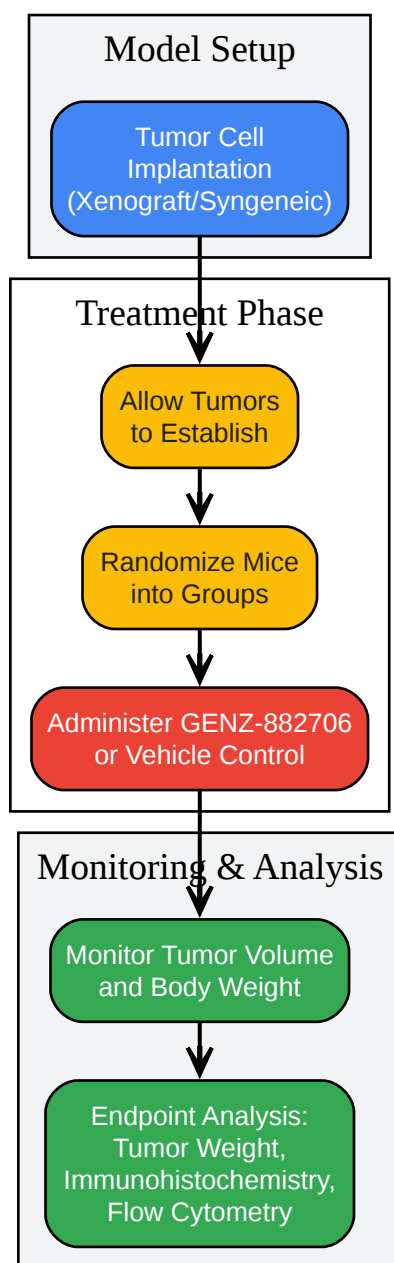 Model Setup
Tumor Cell
Implantation
(Xenograft/Syngeneic)
Treatment Phase
Allow Tumors
to Establish
Randomize Mice
into Groups
Administer GENZ-882706
or Vehicle Control
Monitoring & Analysis
Monitor Tumor Volume
and Body Weight
Endpoint Analysis:
Tumor Weight,
Immunohistochemistry,
Flow Cytometry